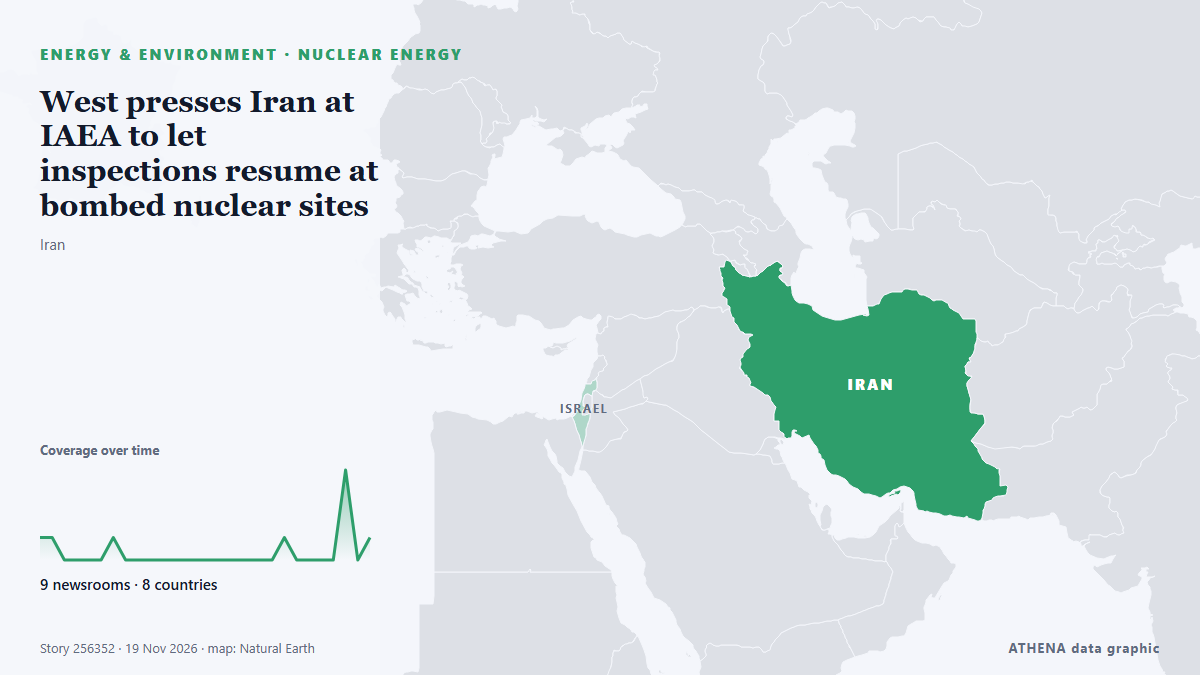 ENERGY & ENVIRONMENT · NUCLEAR ENERGY
West presses Iran at
IAEA to let
inspections resume at
bombed nuclear sites
Iran
IRAN
ISRAEL
Coverage over time
9 newsrooms · 8 countries
Story 256352 · 19 Nov 2026 · map: Natural Earth
ATHENA data graphic